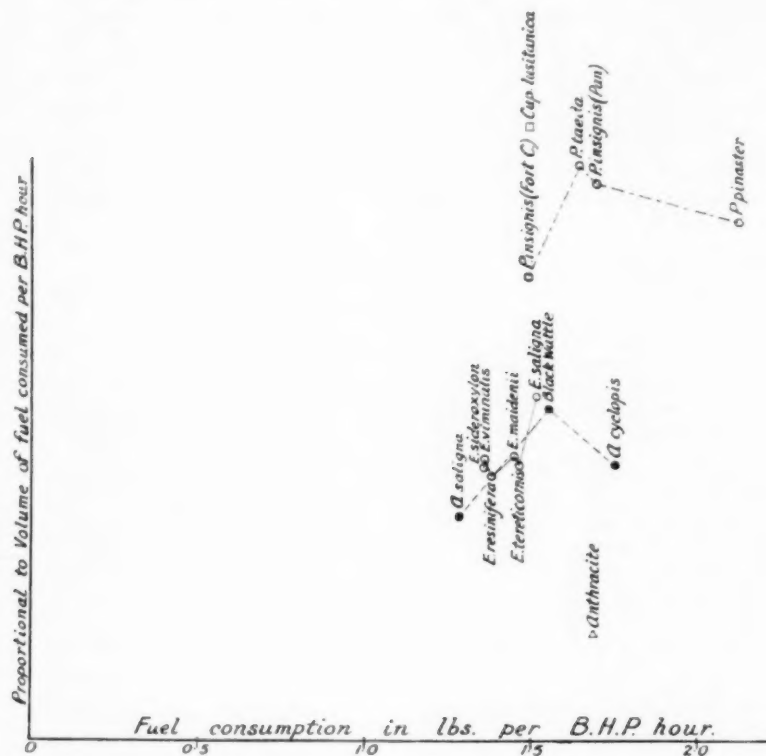 Proportional to Volume of fuel consumed per B.H.P. hour
P.insignis(Fort C)
Cup. lusitanica
P.taeda
P.insignis(Pan)
P.pinaster
a.saligna
E.sideroxylon
E.viminalis
E.resinifera
E.maidenii
E.tereticornis
E.saligna
Black Wattle
a cyclopis
Anthracite
Fuel consumption in lbs. per B.H.P. hour.
0 0·5 1·0 1·5 2·0